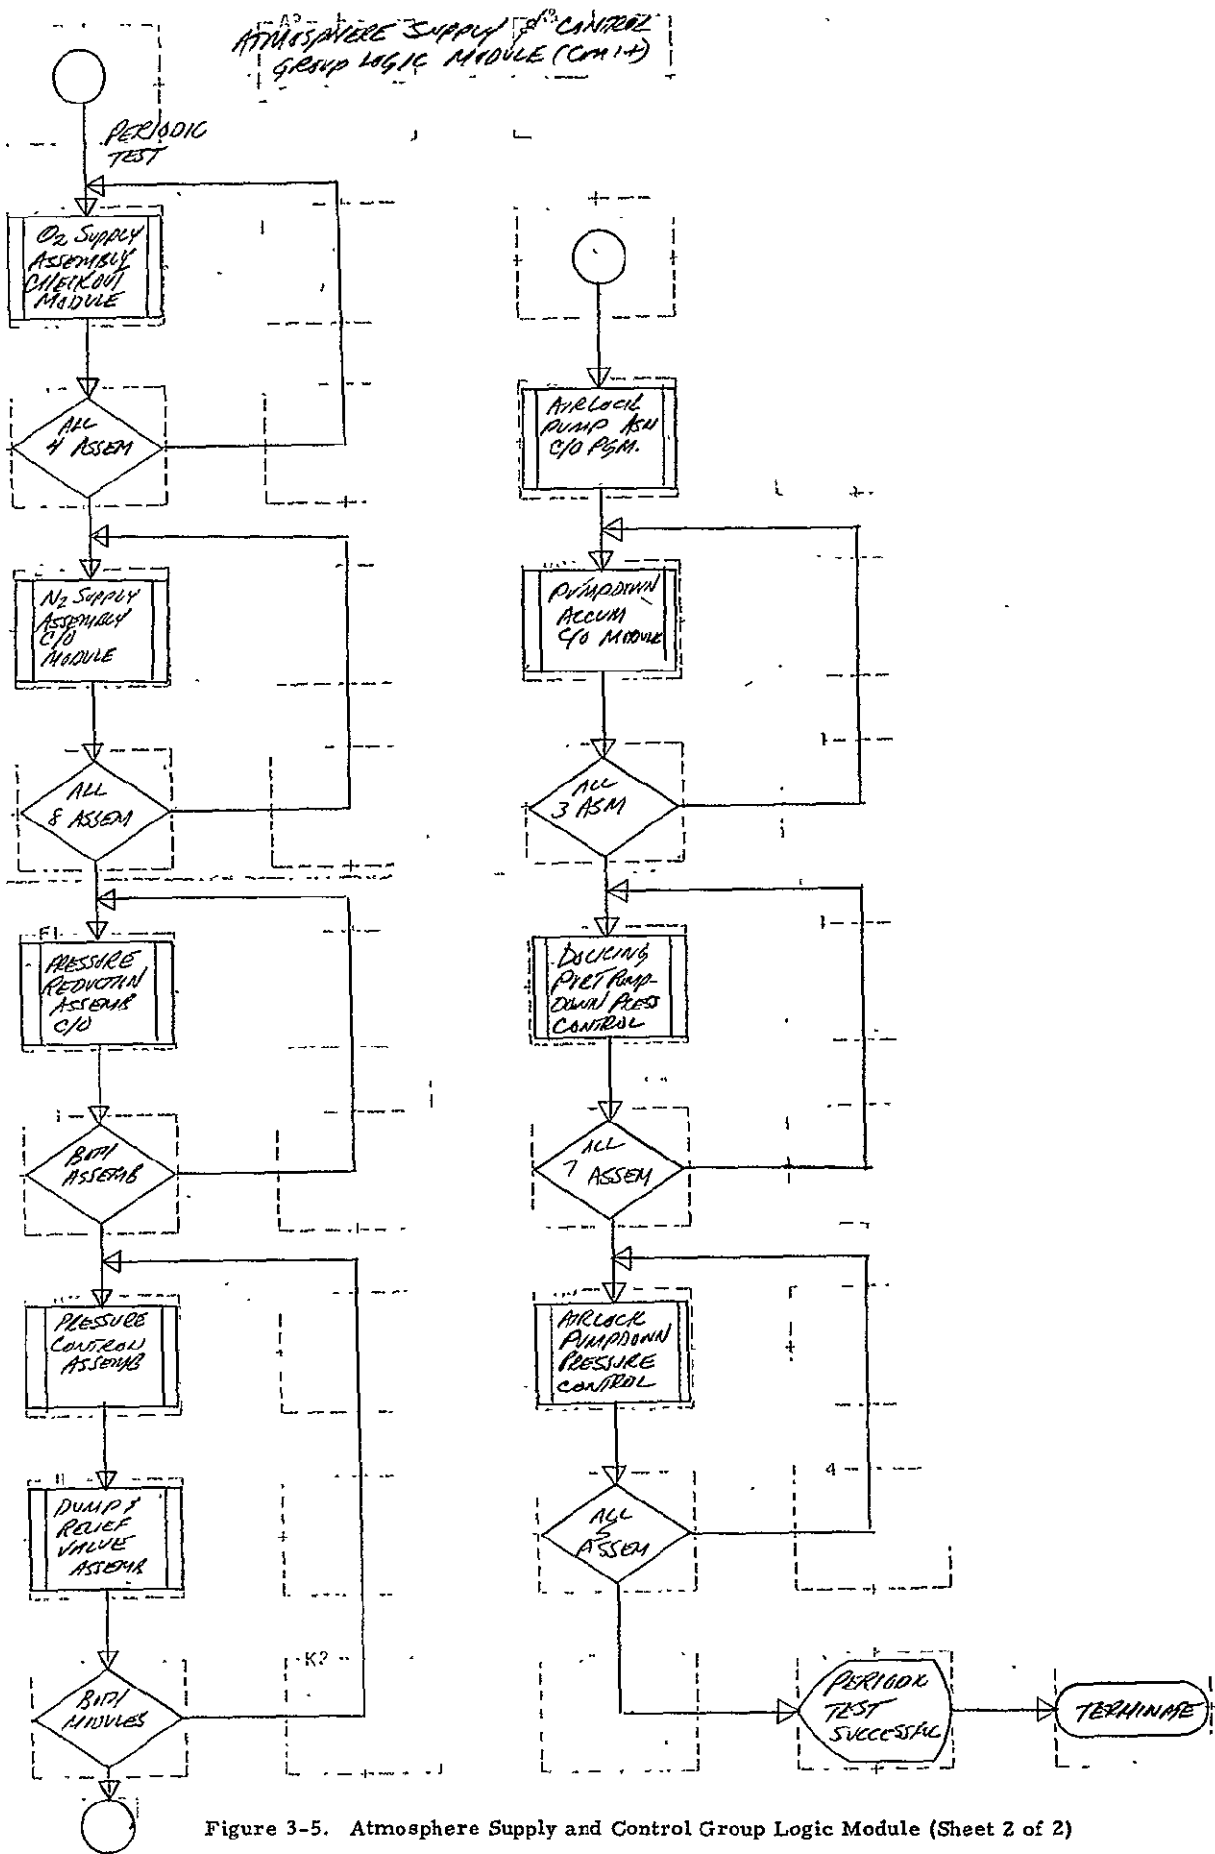 ATMOSPHERE SUPPLY & CONTROL
GROUP LOGIC MODULE
PERIODIC
TEST
O2 SUPPLY
ASSEMBLY
CHECKOUT
MODULE
ALL
4 ASSEM
N2 SUPPLY
ASSEMBLY
C/O
MODULE
ALL
8 ASSEM
F1
PRESSURE
REDUCTION
ASSEMB
C/O
BOTH
ASSEMB
PRESSURE
CONTROL
ASSEMB
DUMP &
RELIEF
VALVE
ASSEMB
K?
BOTH
MODULES
AIRLOCK
PUMP ASM
C/O PGM.
PUMPDOWN
ACCUM
C/O MODULE
ALL
3 ASM
DOCKING
PORT PUMP-
DOWN PRESS
CONTROL
ALL
7 ASSEM
AIRLOCK
PUMPDOWN
PRESSURE
CONTROL
4
ALL
5
ASSEM
PERIODIC
TEST
SUCCESSFUL
TERMINATE
Figure 3-5. Atmosphere Supply and Control Group Logic Module (Sheet 2 of 2)